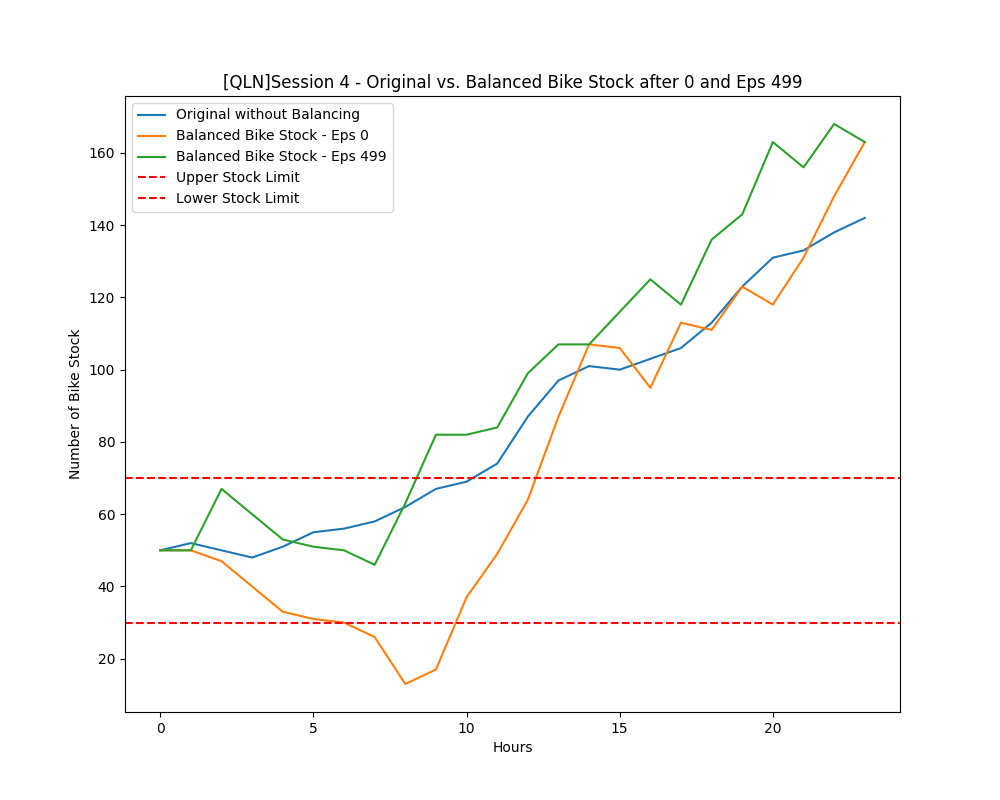 [QLN]Session 4 - Original vs. Balanced Bike Stock after 0 and Eps 499
Original without Balancing
Balanced Bike Stock - Eps 0
Balanced Bike Stock - Eps 499
Upper Stock Limit
Lower Stock Limit
Number of Bike Stock
160
140
120
100
80
60
40
20
0 5 10 15 20
Hours